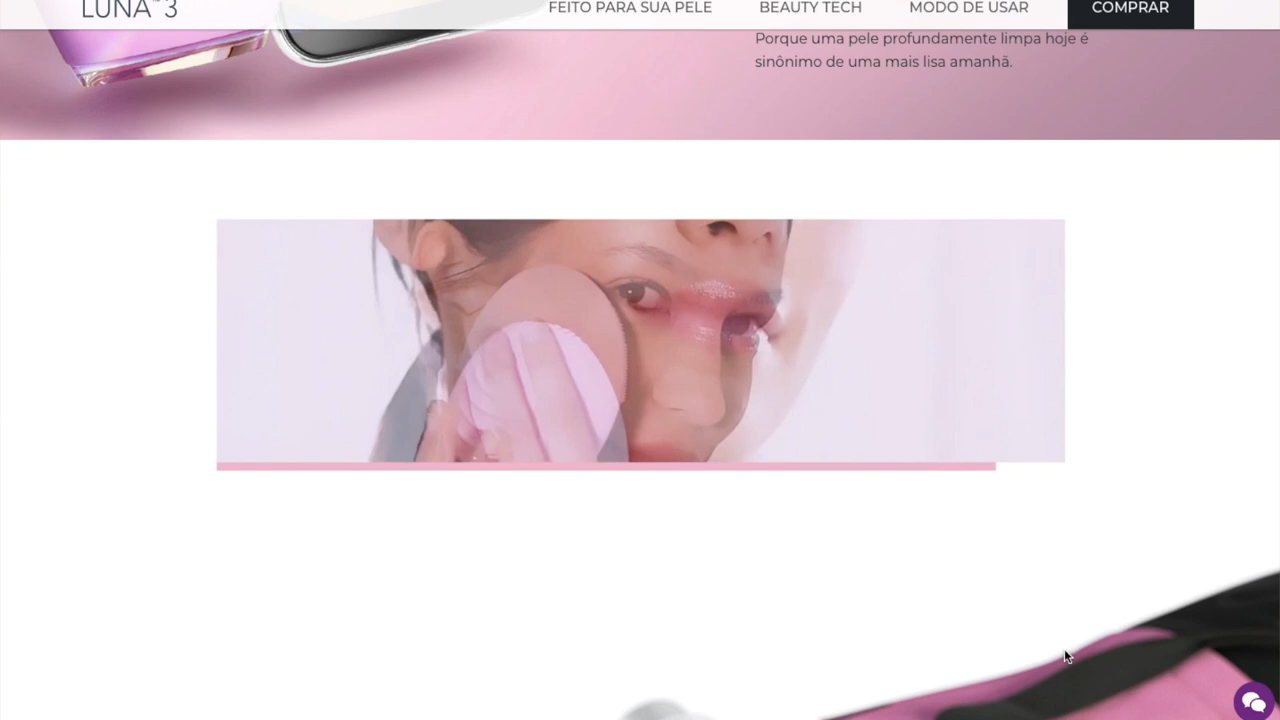 LUNA™ 3
FEITO PARA SUA PELE
BEAUTY TECH
MODO DE USAR
COMPRAR
Porque uma pele profundamente limpa hoje é
sinônimo de uma mais lisa amanhã.